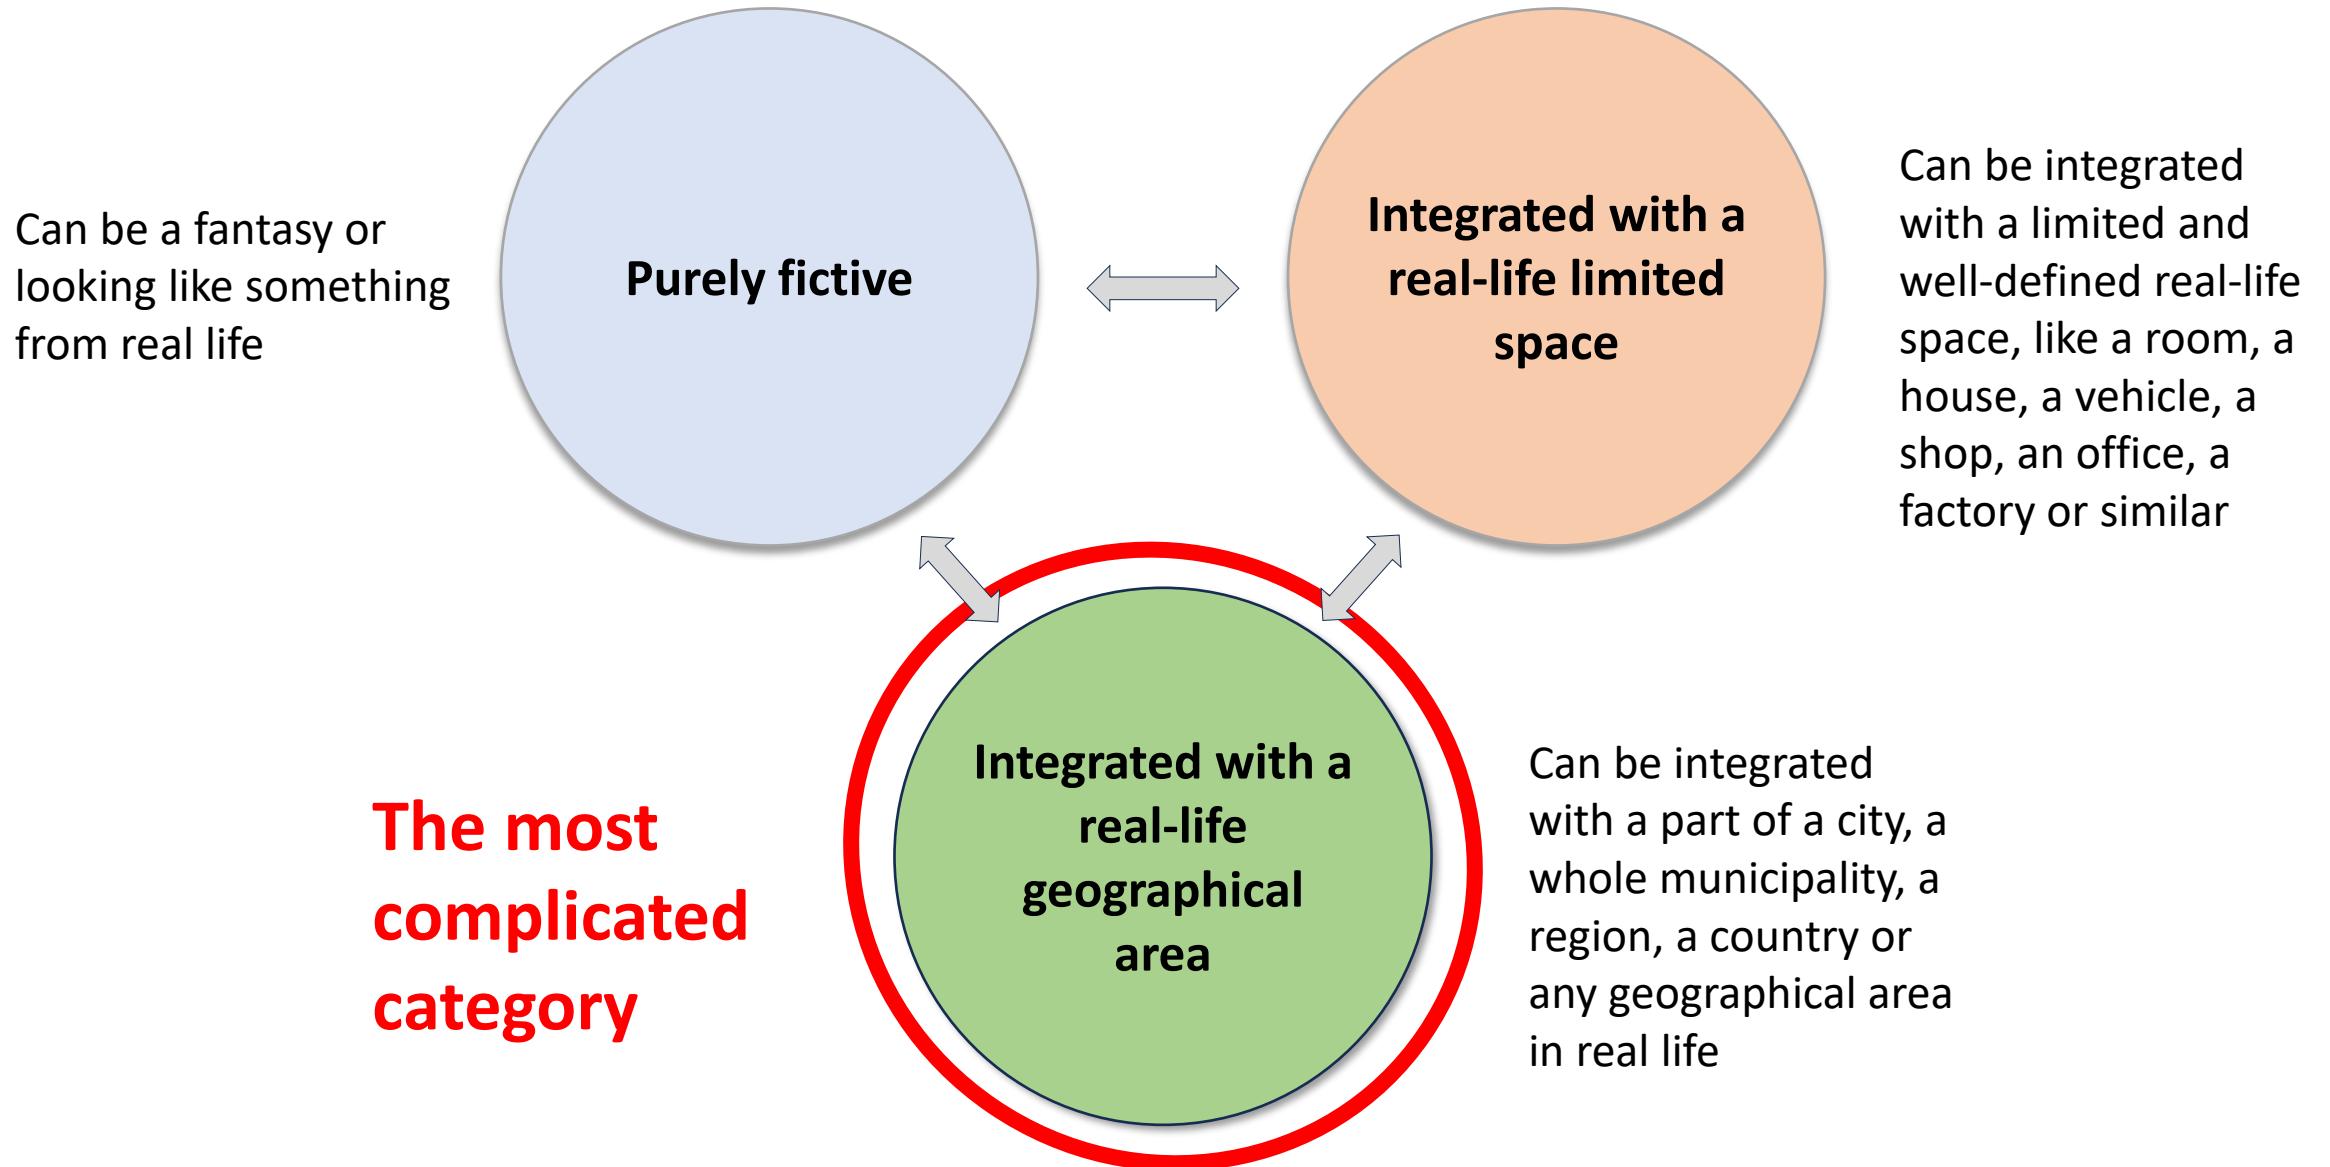 Can be a fantasy or
looking like something
from real life
Purely fictive
Integrated with a
real-life limited
space
Can be integrated
with a limited and
well-defined real-life
space, like a room, a
house, a vehicle, a
shop, an office, a
factory or similar
The most
complicated
category
Integrated with a
real-life
geographical
area
Can be integrated
with a part of a city, a
whole municipality, a
region, a country or
any geographical area
in real life